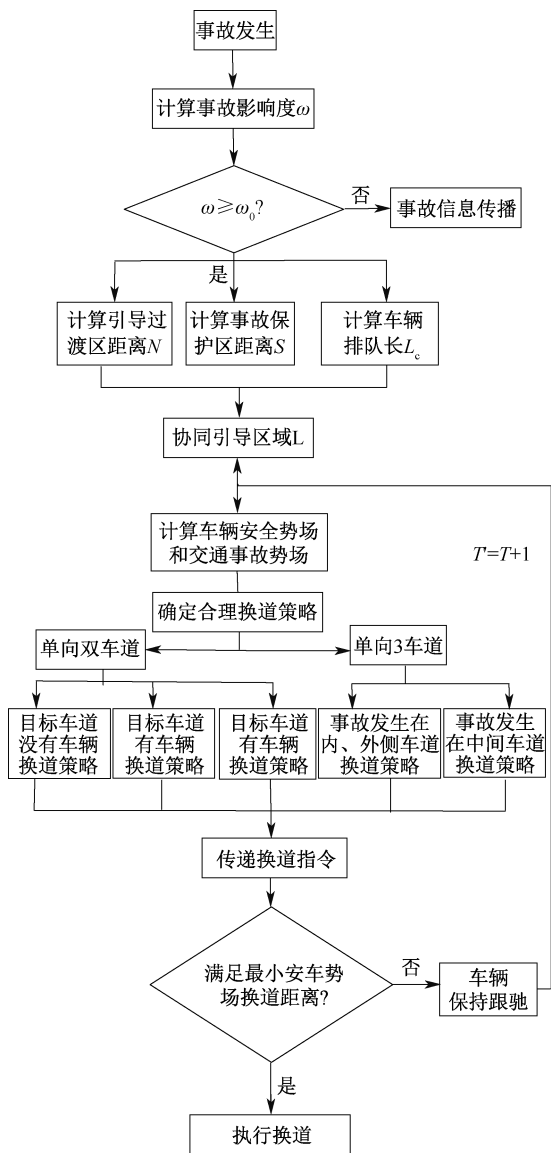 事故发生
计算事故影响度ω
ω≥ω₀?
否
事故信息传播
是
计算引导过
渡区距离N
计算事故保
护区距离S
计算车辆
排队长Lc
协同引导区域L
计算车辆安全势场
和交通事故势场
T'=T+1
确定合理换道策略
单向双车道
单向3车道
目标车道
没有车辆
换道策略
目标车道
有车辆
换道策略
目标车道
有车辆
换道策略
事故发生在
内、外侧车道
换道策略
事故发生
在中间车道
换道策略
传递换道指令
满足最小安车势
场换道距离?
否
车辆
保持跟驰
是
执行换道